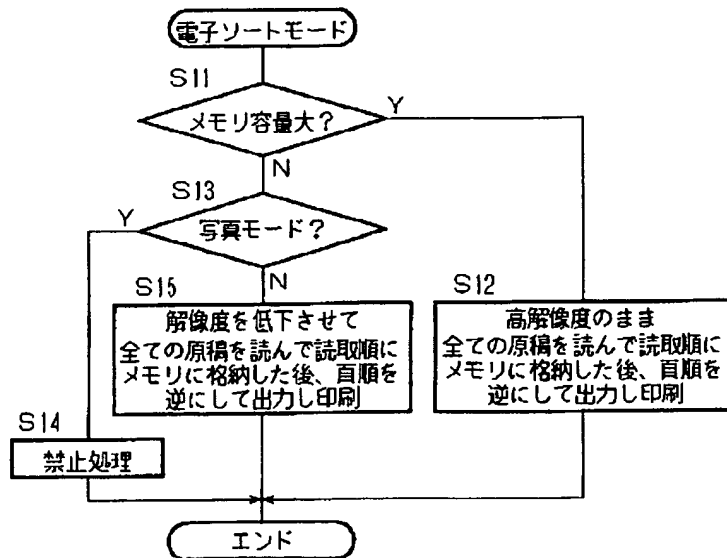 電子ソートモード
S11
メモリ容量大?
Y
N
S13
写真モード?
Y
N
S15
解像度を低下させて
全ての原稿を読んで読取順に
メモリに格納した後、頁順を
逆にして出力し印刷
S12
高解像度のまま
全ての原稿を読んで読取順に
メモリに格納した後、頁順を
逆にして出力し印刷
S14
禁止処理
エンド